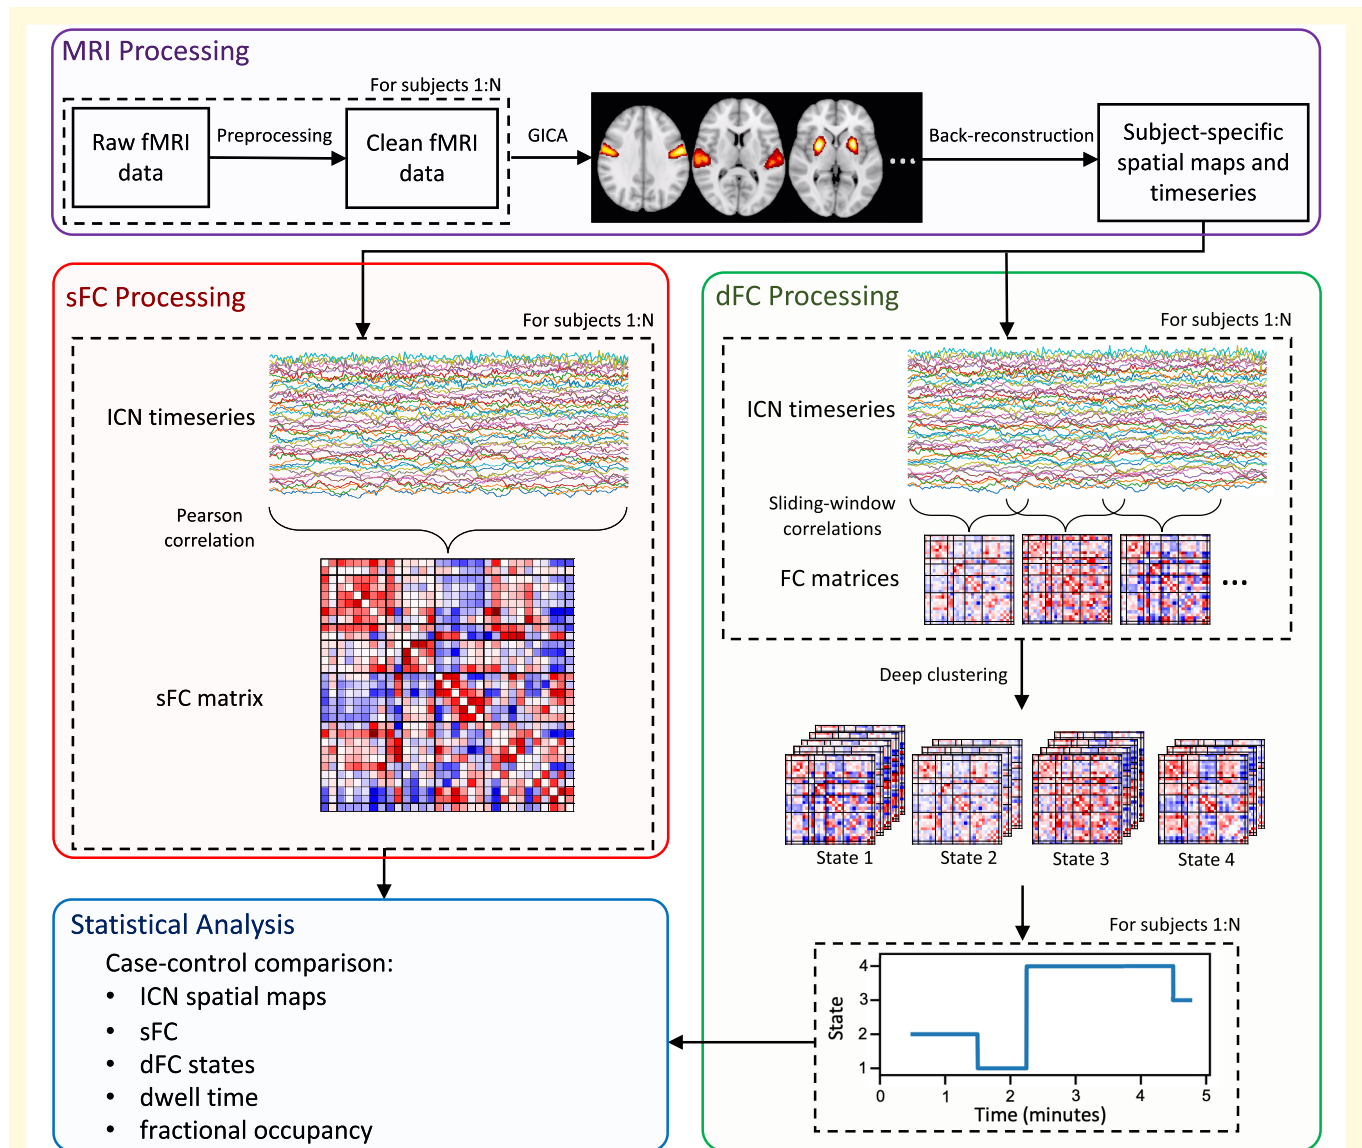 MRI Processing
For subjects 1:N
Raw fMRI
data
Preprocessing
Clean fMRI
data
GICA
Back-reconstruction
Subject-specific
spatial maps and
timeseries
sFC Processing
For subjects 1:N
ICN timeseries
Pearson
correlation
sFC matrix
dFC Processing
For subjects 1:N
ICN timeseries
Sliding-window
correlations
FC matrices
...
Deep clustering
State 1
State 2
State 3
State 4
For subjects 1:N
State
4
3
2
1
0 1 2 3 4 5
Time (minutes)
Statistical Analysis
Case-control comparison:
• ICN spatial maps
• sFC
• dFC states
• dwell time
• fractional occupancy